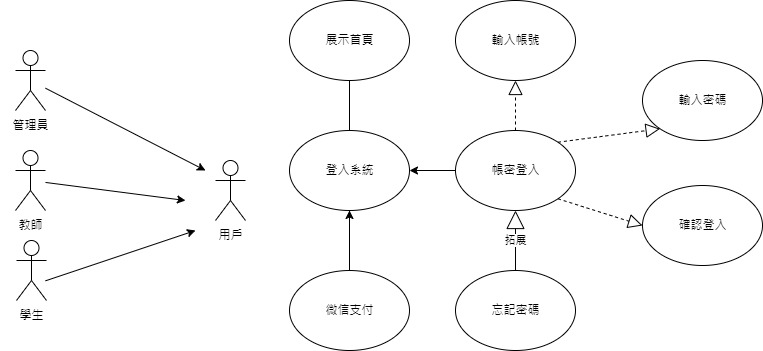 展示首頁
輸入帳號
輸入密碼
管理員
登入系統
帳密登入
教師
用戶
確認登入
拓展
學生
微信支付
忘記密碼